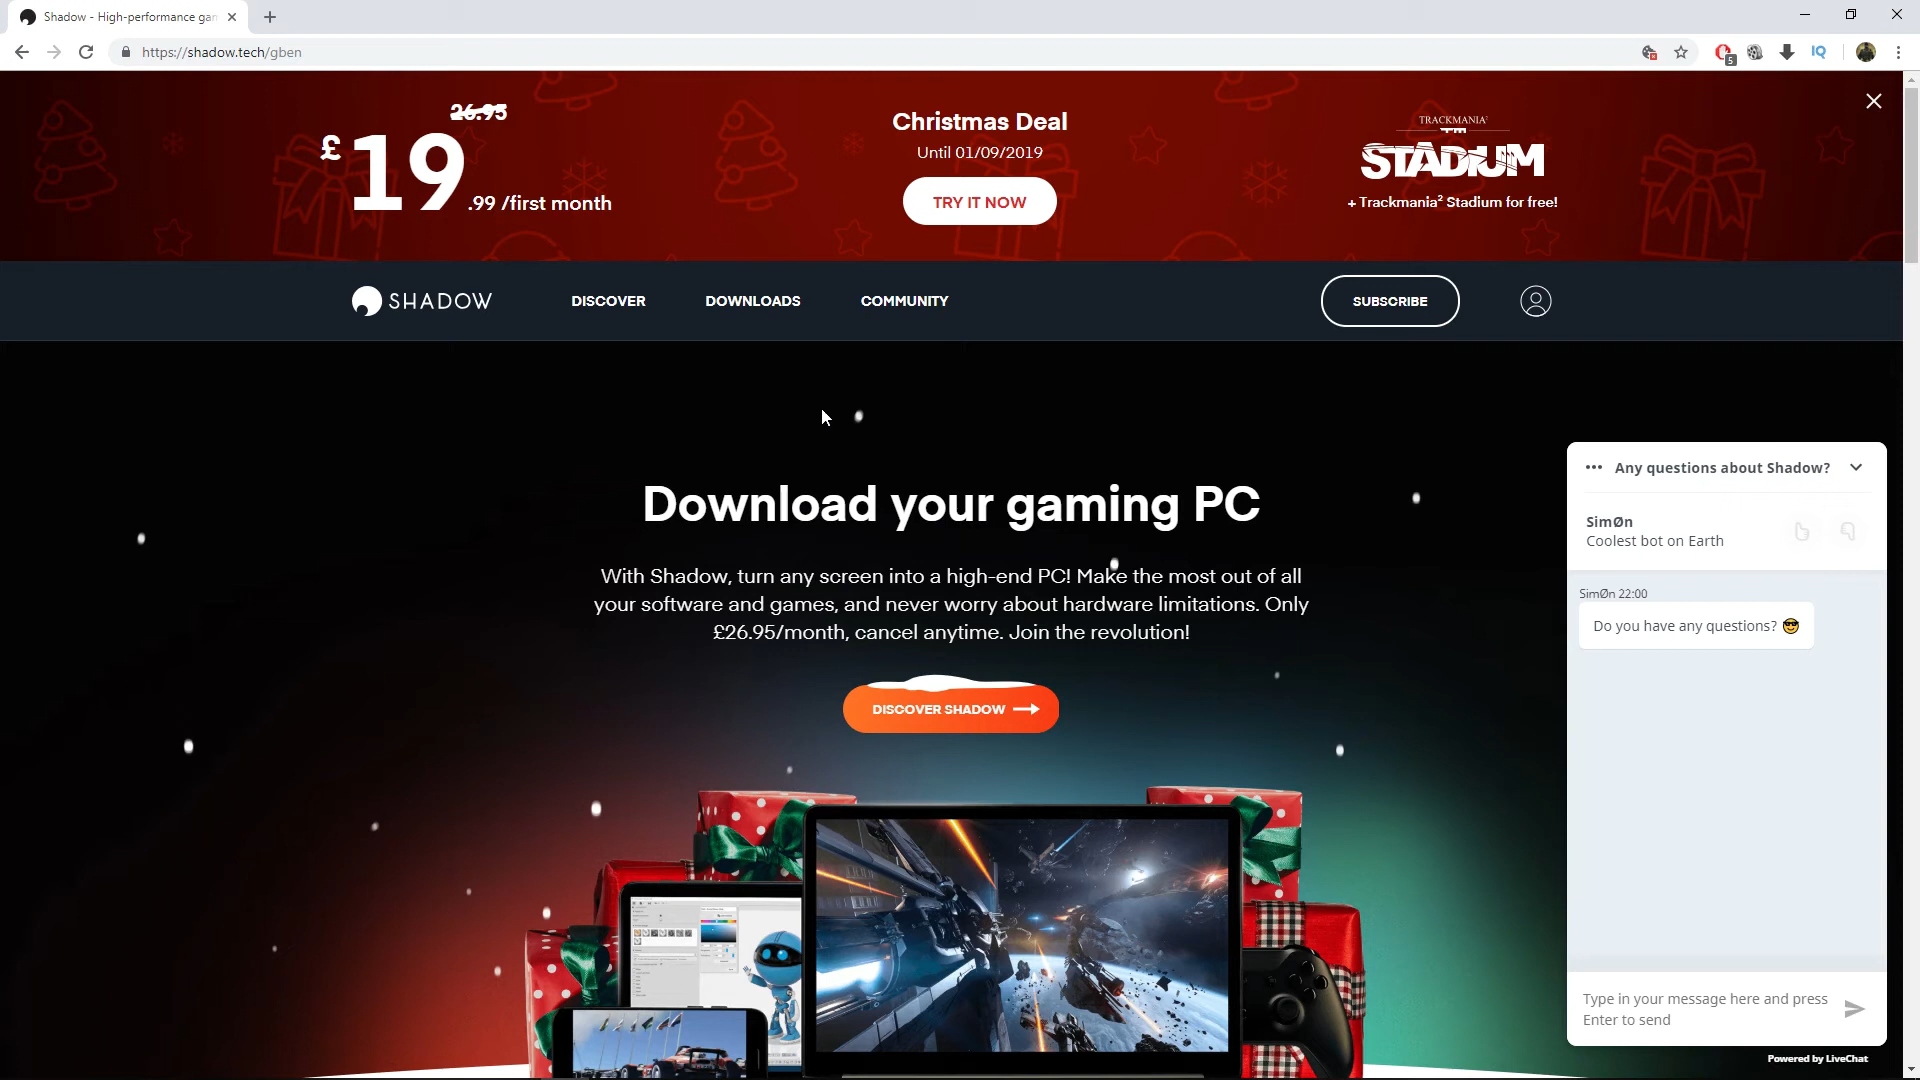 Shadow - High-performance gam
https://shadow.tech/gben
5
IQ
26.95
£19.99 /first month
Christmas Deal
Until 01/09/2019
TRY IT NOW
TRACKMANIA²
STADIUM
+ Trackmania² Stadium for free!
SHADOW
DISCOVER
DOWNLOADS
COMMUNITY
SUBSCRIBE
Download your gaming PC
With Shadow, turn any screen into a high-end PC! Make the most out of all
your software and games, and never worry about hardware limitations. Only
£26.95/month, cancel anytime. Join the revolution!
DISCOVER SHADOW
Any questions about Shadow?
SimØn
Coolest bot on Earth
SimØn 22:00
Do you have any questions? 😎
Type in your message here and press
Enter to send
Powered by LiveChat